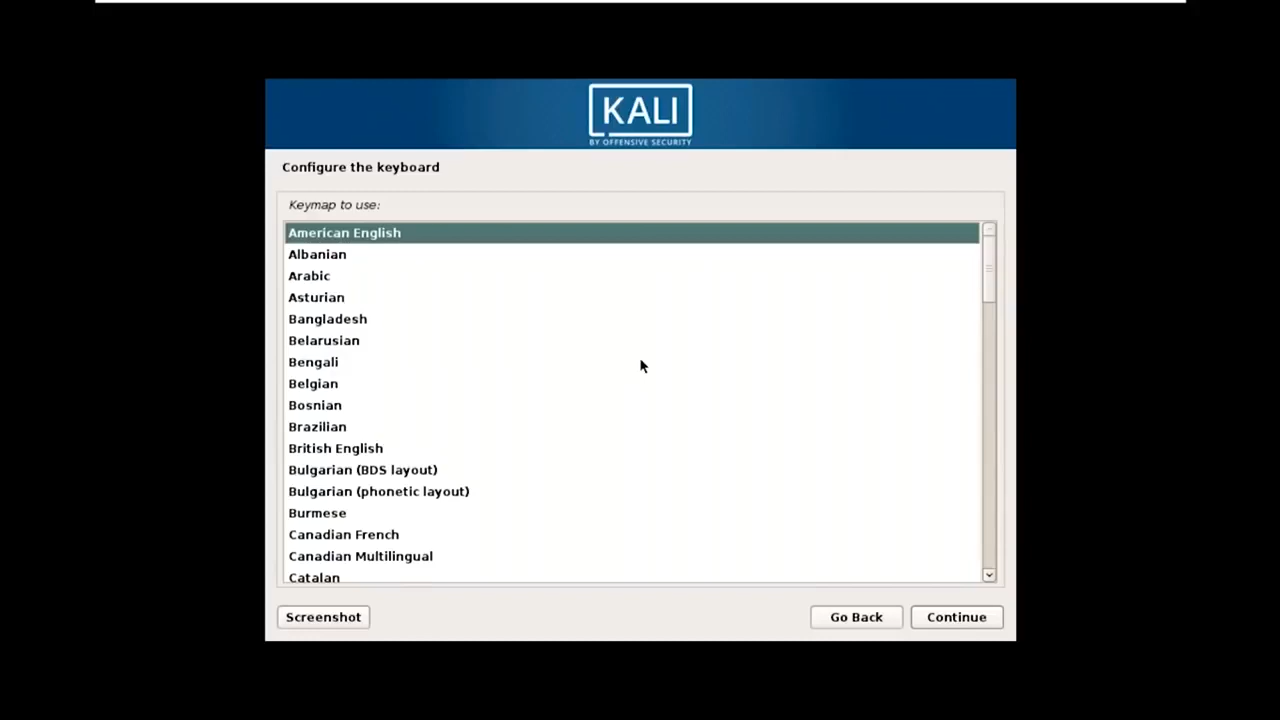 KALI
BY OFFENSIVE SECURITY
Configure the keyboard
Keymap to use:
American English
Albanian
Arabic
Asturian
Bangladesh
Belarusian
Bengali
Belgian
Bosnian
Brazilian
British English
Bulgarian (BDS layout)
Bulgarian (phonetic layout)
Burmese
Canadian French
Canadian Multilingual
Catalan
Screenshot Go Back Continue